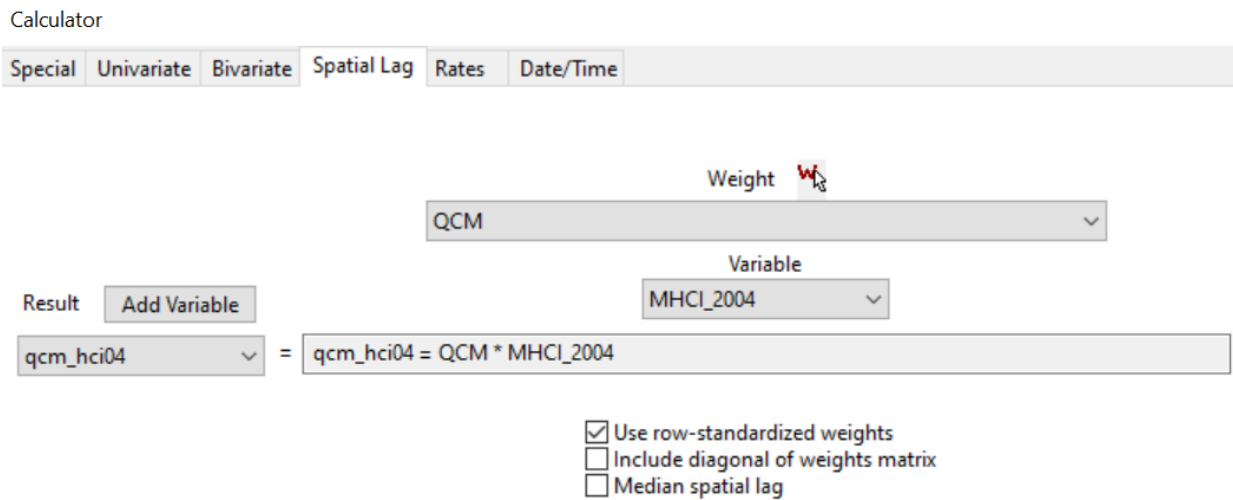 Calculator
Special Univariate Bivariate Spatial Lag Rates Date/Time
Weight W
QCM
Variable
Result Add Variable MHCI_2004
qcm_hci04 = qcm_hci04 = QCM * MHCI_2004
Use row-standardized weights
Include diagonal of weights matrix
Median spatial lag